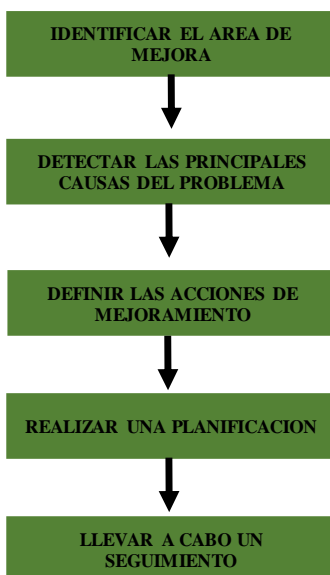 IDENTIFICAR EL AREA DE
MEJORA
DETECTAR LAS PRINCIPALES
CAUSAS DEL PROBLEMA
DEFINIR LAS ACCIONES DE
MEJORAMIENTO
REALIZAR UNA PLANIFICACION
LLEVAR A CABO UN
SEGUIMIENTO